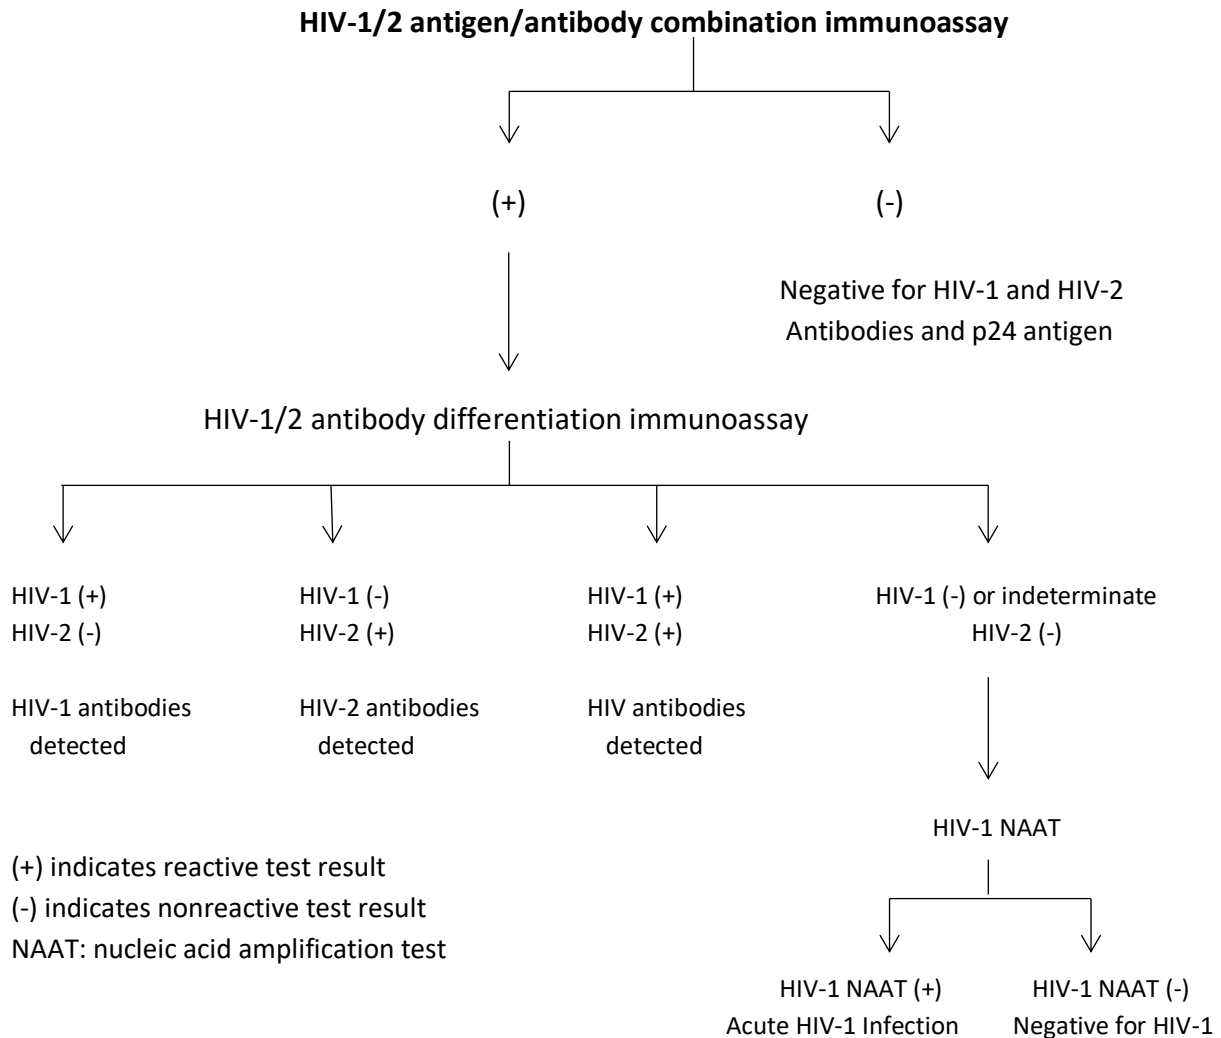 HIV-1/2 antigen/antibody combination immunoassay
(+)
(-)
Negative for HIV-1 and HIV-2
Antibodies and p24 antigen
HIV-1/2 antibody differentiation immunoassay
HIV-1 (+)
HIV-2 (-)
HIV-1 antibodies
detected
HIV-1 (-)
HIV-2 (+)
HIV-2 antibodies
detected
HIV-1 (+)
HIV-2 (+)
HIV antibodies
detected
HIV-1 (-) or indeterminate
HIV-2 (-)
HIV-1 NAAT
HIV-1 NAAT (+)
Acute HIV-1 Infection
HIV-1 NAAT (-)
Negative for HIV-1
(+) indicates reactive test result
(-) indicates nonreactive test result
NAAT: nucleic acid amplification test